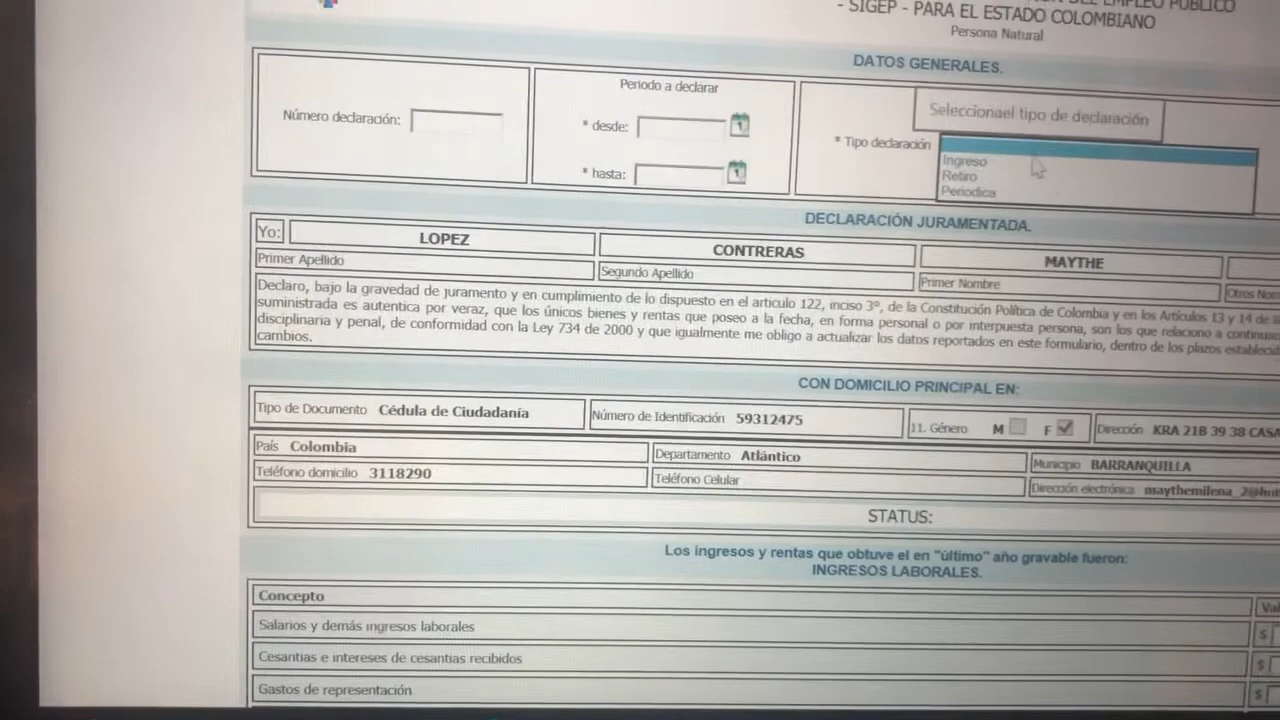 DEL EMPLEO PÚBLICO
- SIGEP - PARA EL ESTADO COLOMBIANO
Persona Natural
DATOS GENERALES.
Número declaración:
Periodo a declarar
* desde:
* hasta:
Seleccionael tipo de declaración
* Tipo declaración
Ingreso
Retiro
Periodica
DECLARACIÓN JURAMENTADA.
Yo: LOPEZ CONTRERAS MAYTHE
Primer Apellido Segundo Apellido Primer Nombre Otros
Declaro, bajo la gravedad de juramento y en cumplimiento de lo dispuesto en el articulo 122, inciso 3º, de la Constitución Política de Colombia y en los Artículos 13 y 14 de
suministrada es autentica por veraz, que los únicos bienes y rentas que poseo a la fecha, en forma personal o por interpuesta persona, son los que relaciono a
disciplinaria y penal, de conformidad con la Ley 734 de 2000 y que igualmente me obligo a actualizar los datos reportados en este formulario, dentro de los plazos
cambios.
CON DOMICILIO PRINCIPAL EN:
Tipo de Documento Cédula de Ciudadanía Número de Identificación 59312475 11. Género M F Dirección KRA 21B 39 38 CASA
País Colombia Departamento Atlántico Municipio BARRANQUILLA
Teléfono domicilio 3118290 Teléfono Celular Dirección electrónica maythemilena_2@
STATUS:
Los ingresos y rentas que obtuve el en "último" año gravable fueron:
INGRESOS LABORALES.
Concepto
Salarios y demás ingresos laborales $
Cesantias e intereses de cesantias recibidos $
Gastos de representación $